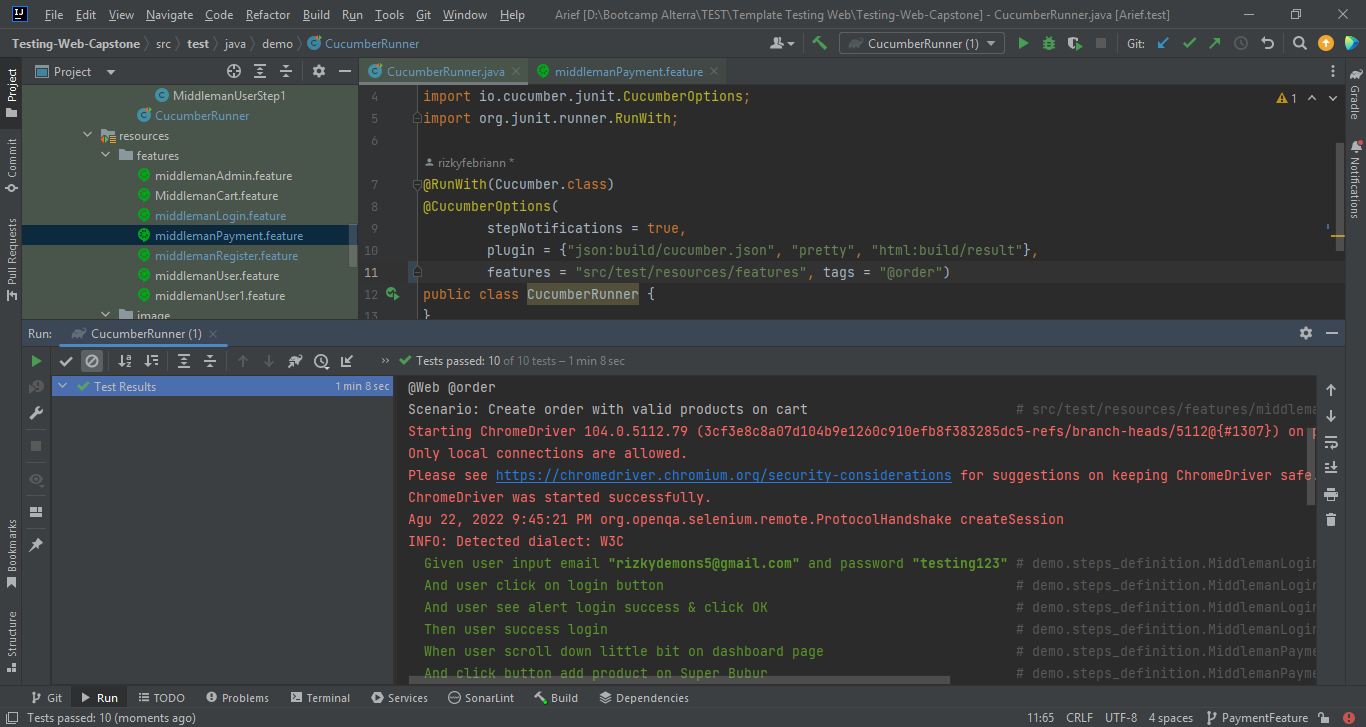 File Edit View Navigate Code Refactor Build Run Tools Git Window Help Arief [D:\Bootcamp Alterra\TEST\Template Testing Web\Testing-Web-Capstone] - CucumberRunner.java [Arief.test]
Testing-Web-Capstone src test java demo CucumberRunner
CucumberRunner (1) Git:
Project
CucumberRunner.java middlemanPayment.feature
MiddlemanUserStep1
CucumberRunner
resources
features
middlemanAdmin.feature
MiddlemanCart.feature
middlemanLogin.feature
middlemanPayment.feature
middlemanRegister.feature
middlemanUser.feature
middlemanUser1.feature
image
1
4 import io.cucumber.junit.CucumberOptions;
5 import org.junit.runner.RunWith;
6
rizkyfebriann *
7 @RunWith(Cucumber.class)
8 @CucumberOptions(
9 stepNotifications = true,
10 plugin = {"json:build/cucumber.json", "pretty", "html:build/result"},
11 features = "src/test/resources/features", tags = "@order")
12 public class CucumberRunner {
13 }
Run: CucumberRunner (1)
Tests passed: 10 of 10 tests – 1 min 8 sec
Test Results 1 min 8 sec
@Web @order
Scenario: Create order with valid products on cart # src/test/resources/features/middlema
Starting ChromeDriver 104.0.5112.79 (3cf3e8c8a07d104b9e1260c910efb8f383285dc5-refs/branch-heads/5112@{#1307}) on p
Only local connections are allowed.
Please see https://chromedriver.chromium.org/security-considerations for suggestions on keeping ChromeDriver safe.
ChromeDriver was started successfully.
Agu 22, 2022 9:45:21 PM org.openqa.selenium.remote.ProtocolHandshake createSession
INFO: Detected dialect: W3C
Given user input email "rizkydemons5@gmail.com" and password "testing123" # demo.steps_definition.MiddlemanLogin
And user click on login button # demo.steps_definition.MiddlemanLogin
And user see alert login success & click OK # demo.steps_definition.MiddlemanLogin
Then user success login # demo.steps_definition.MiddlemanLogin
When user scroll down little bit on dashboard page # demo.steps_definition.MiddlemanPayme
And click button add product on Super Bubur # demo.steps_definition.MiddlemanPayme
Project
Commit
Pull Requests
Bookmarks
Structure
Gradle
Notifications
Git Run TODO Problems Terminal Services SonarLint Build Dependencies
Tests passed: 10 (moments ago) 11:65 CRLF UTF-8 4 spaces PaymentFeature